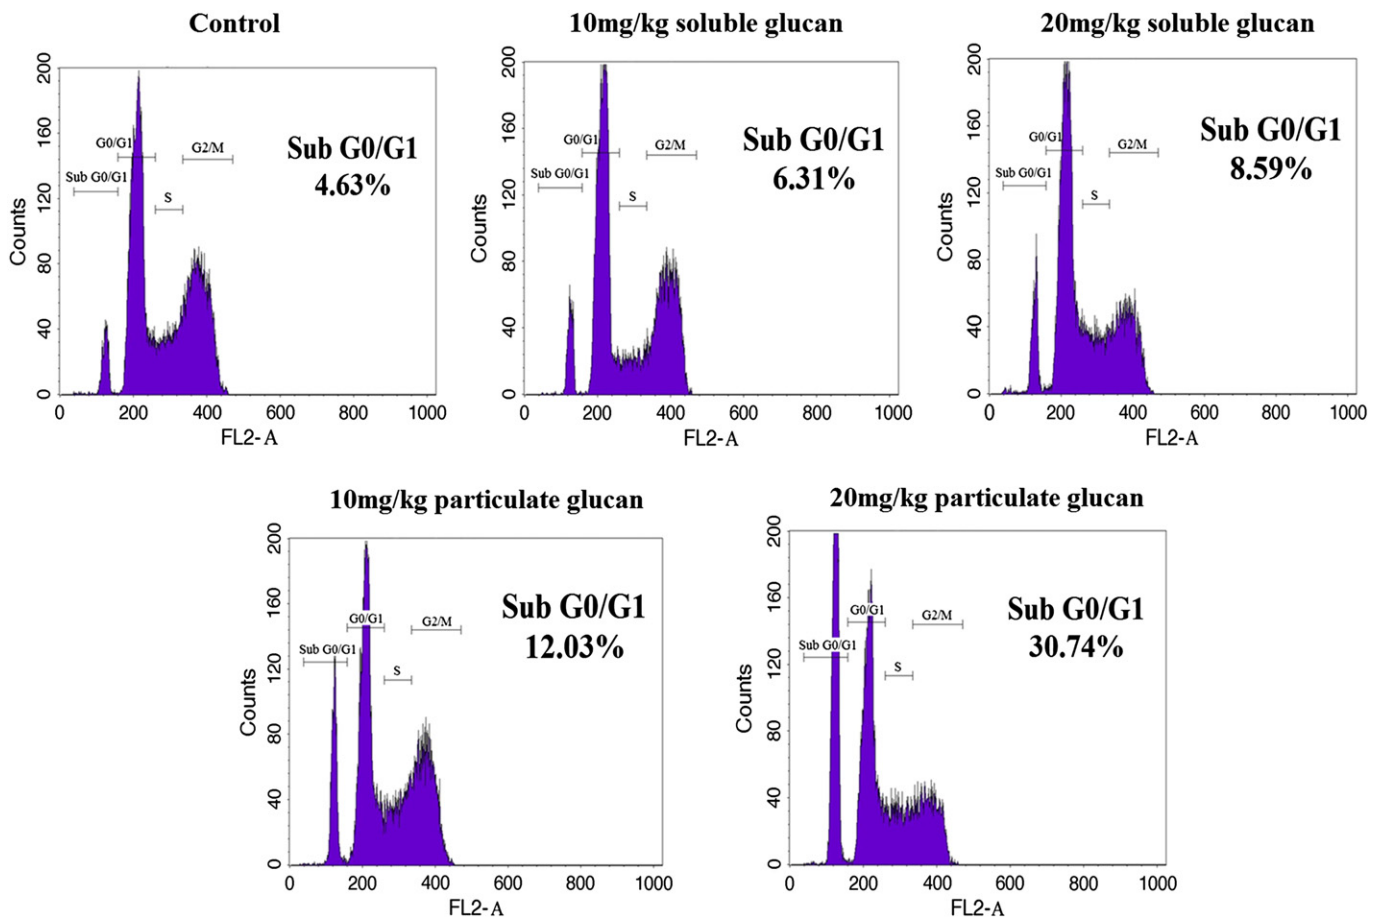 Control
200
160
120
80
40
0
Counts
Sub G0/G1
G0/G1
S
G2/M
Sub G0/G1
4.63%
0 200 400 600 800 1000
FL2-A
10mg/kg soluble glucan
200
160
120
80
40
0
Counts
Sub G0/G1
G0/G1
S
G2/M
Sub G0/G1
6.31%
0 200 400 600 800 1000
FL2-A
20mg/kg soluble glucan
200
160
120
80
40
0
Counts
Sub G0/G1
G0/G1
S
G2/M
Sub G0/G1
8.59%
0 200 400 600 800 1000
FL2-A
10mg/kg particulate glucan
200
160
120
80
40
0
Counts
Sub G0/G1
G0/G1
S
G2/M
Sub G0/G1
12.03%
0 200 400 600 800 1000
FL2-A
20mg/kg particulate glucan
200
160
120
80
40
0
Counts
Sub G0/G1
G0/G1
S
G2/M
Sub G0/G1
30.74%
0 200 400 600 800 1000
FL2-A